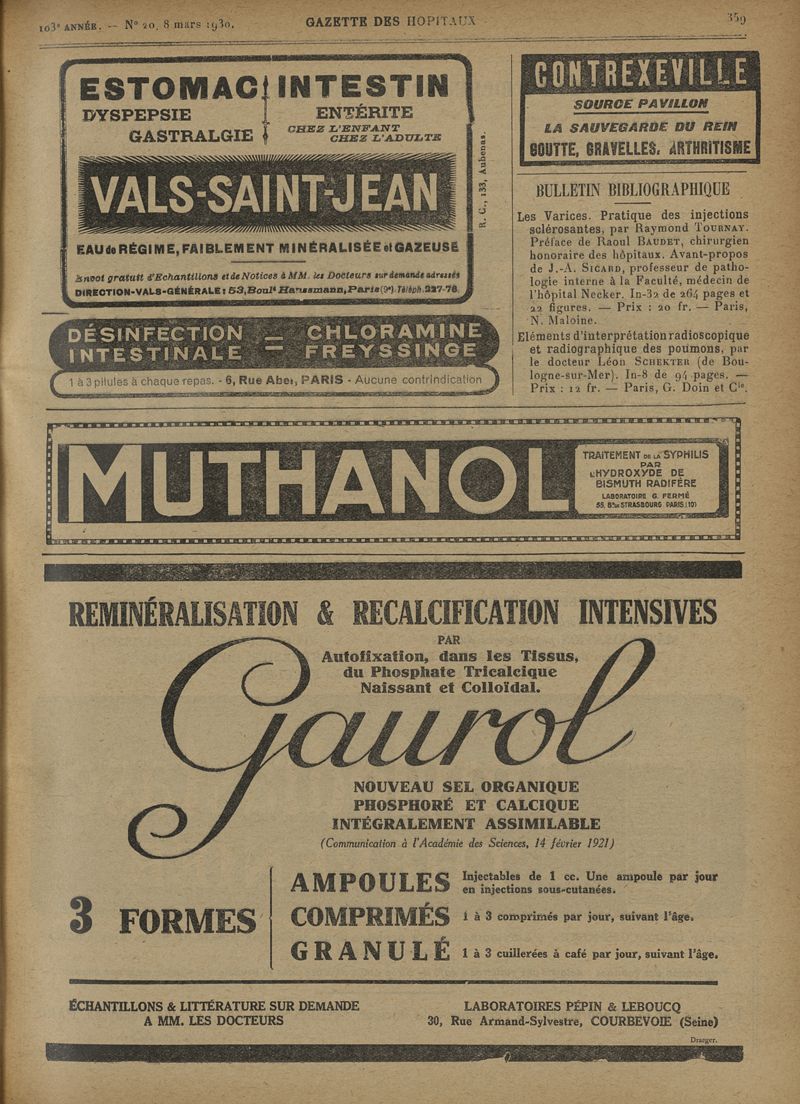 103e ANNÉE. — N° 20, 8 mars 1930.
GAZETTE DES HOPITAUX
359
ESTOMAC INTESTIN
DYSPEPSIE
GASTRALGIE
ENTÉRITE
CHEZ L'ENFANT
CHEZ L'ADULTE
VALS-SAINT-JEAN
EAU de RÉGIME, FAIBLEMENT MINÉRALISÉE et GAZEUSE
Envoi gratuit d'Echantillons et de Notices à MM. les Docteurs sur demande adressée
DIRECTION-VALS-GÉNÉRALE: 53, Boult Haussmann, Paris (9e). Téléph. 227-78.
R. C., 133, Aubenas.
DÉSINFECTION = CHLORAMINE
INTESTINALE FREYSSINGE
1 à 3 pilules à chaque repas. - 6, Rue Abel, PARIS - Aucune contrindication
CONTREXEVILLE
SOURCE PAVILLON
LA SAUVEGARDE DU REIN
GOUTTE, GRAVELLES, ARTHRITISME
BULLETIN BIBLIOGRAPHIQUE
Les Varices. Pratique des injections
sclérosantes, par Raymond TOURNAY.
Préface de Raoul BAUDET, chirurgien
honoraire des hôpitaux. Avant-propos
de J.-A. SICARD, professeur de patho-
logie interne à la Faculté, médecin de
l'hôpital Necker. In-32 de 264 pages et
22 figures. — Prix : 20 fr. — Paris,
N. Maloine.
Eléments d'interprétation radioscopique
et radiographique des poumons, par
le docteur Léon SCHEKTER (de Bou-
logne-sur-Mer). In-8 de 94 pages. —
Prix : 12 fr. — Paris, G. Doin et Cie.
MUTHANOL
TRAITEMENT DE LA SYPHILIS
PAR
L'HYDROXYDE DE
BISMUTH RADIFÈRE
LABORATOIRE G. FERMÉ
55, Bd DE STRASBOURG PARIS (10)
REMINÉRALISATION & RECALCIFICATION INTENSIVES
PAR
Autofixation, dans les Tissus,
du Phosphate Tricalcique
Naissant et Colloïdal.
Gaurol
NOUVEAU SEL ORGANIQUE
PHOSPHORÉ ET CALCIQUE
INTÉGRALEMENT ASSIMILABLE
(Communication à l'Académie des Sciences, 14 février 1921)
3 FORMES
AMPOULES Injectables de 1 cc. Une ampoule par jour
en injections sous-cutanées.
COMPRIMÉS 1 à 3 comprimés par jour, suivant l'âge.
GRANULÉ 1 à 3 cuillerées à café par jour, suivant l'âge.
ÉCHANTILLONS & LITTÉRATURE SUR DEMANDE
A MM. LES DOCTEURS
LABORATOIRES PÉPIN & LEBOUCQ
30, Rue Armand-Sylvestre, COURBEVOIE (Seine)
Draeger.